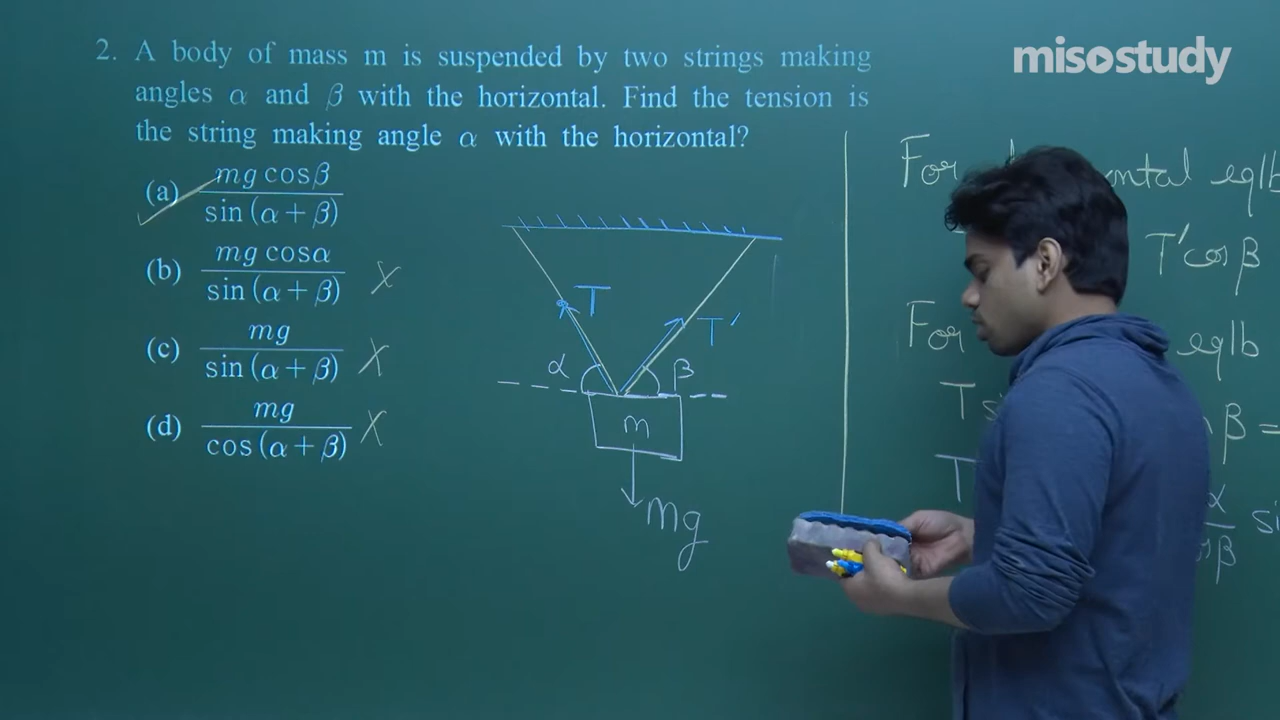 misostudy
2. A body of mass m is suspended by two strings making
angles α and β with the horizontal. Find the tension is
the string making angle α with the horizontal?
(a) mg cosβ
sin (α + β)
(b) mg cosα
sin (α + β)
(c) mg
sin (α + β)
(d) mg
cos (α + β)
T
T′
α
β
m
mg
For
eqlb
T′cos β
For
eqlb
T
β =
T
α
β